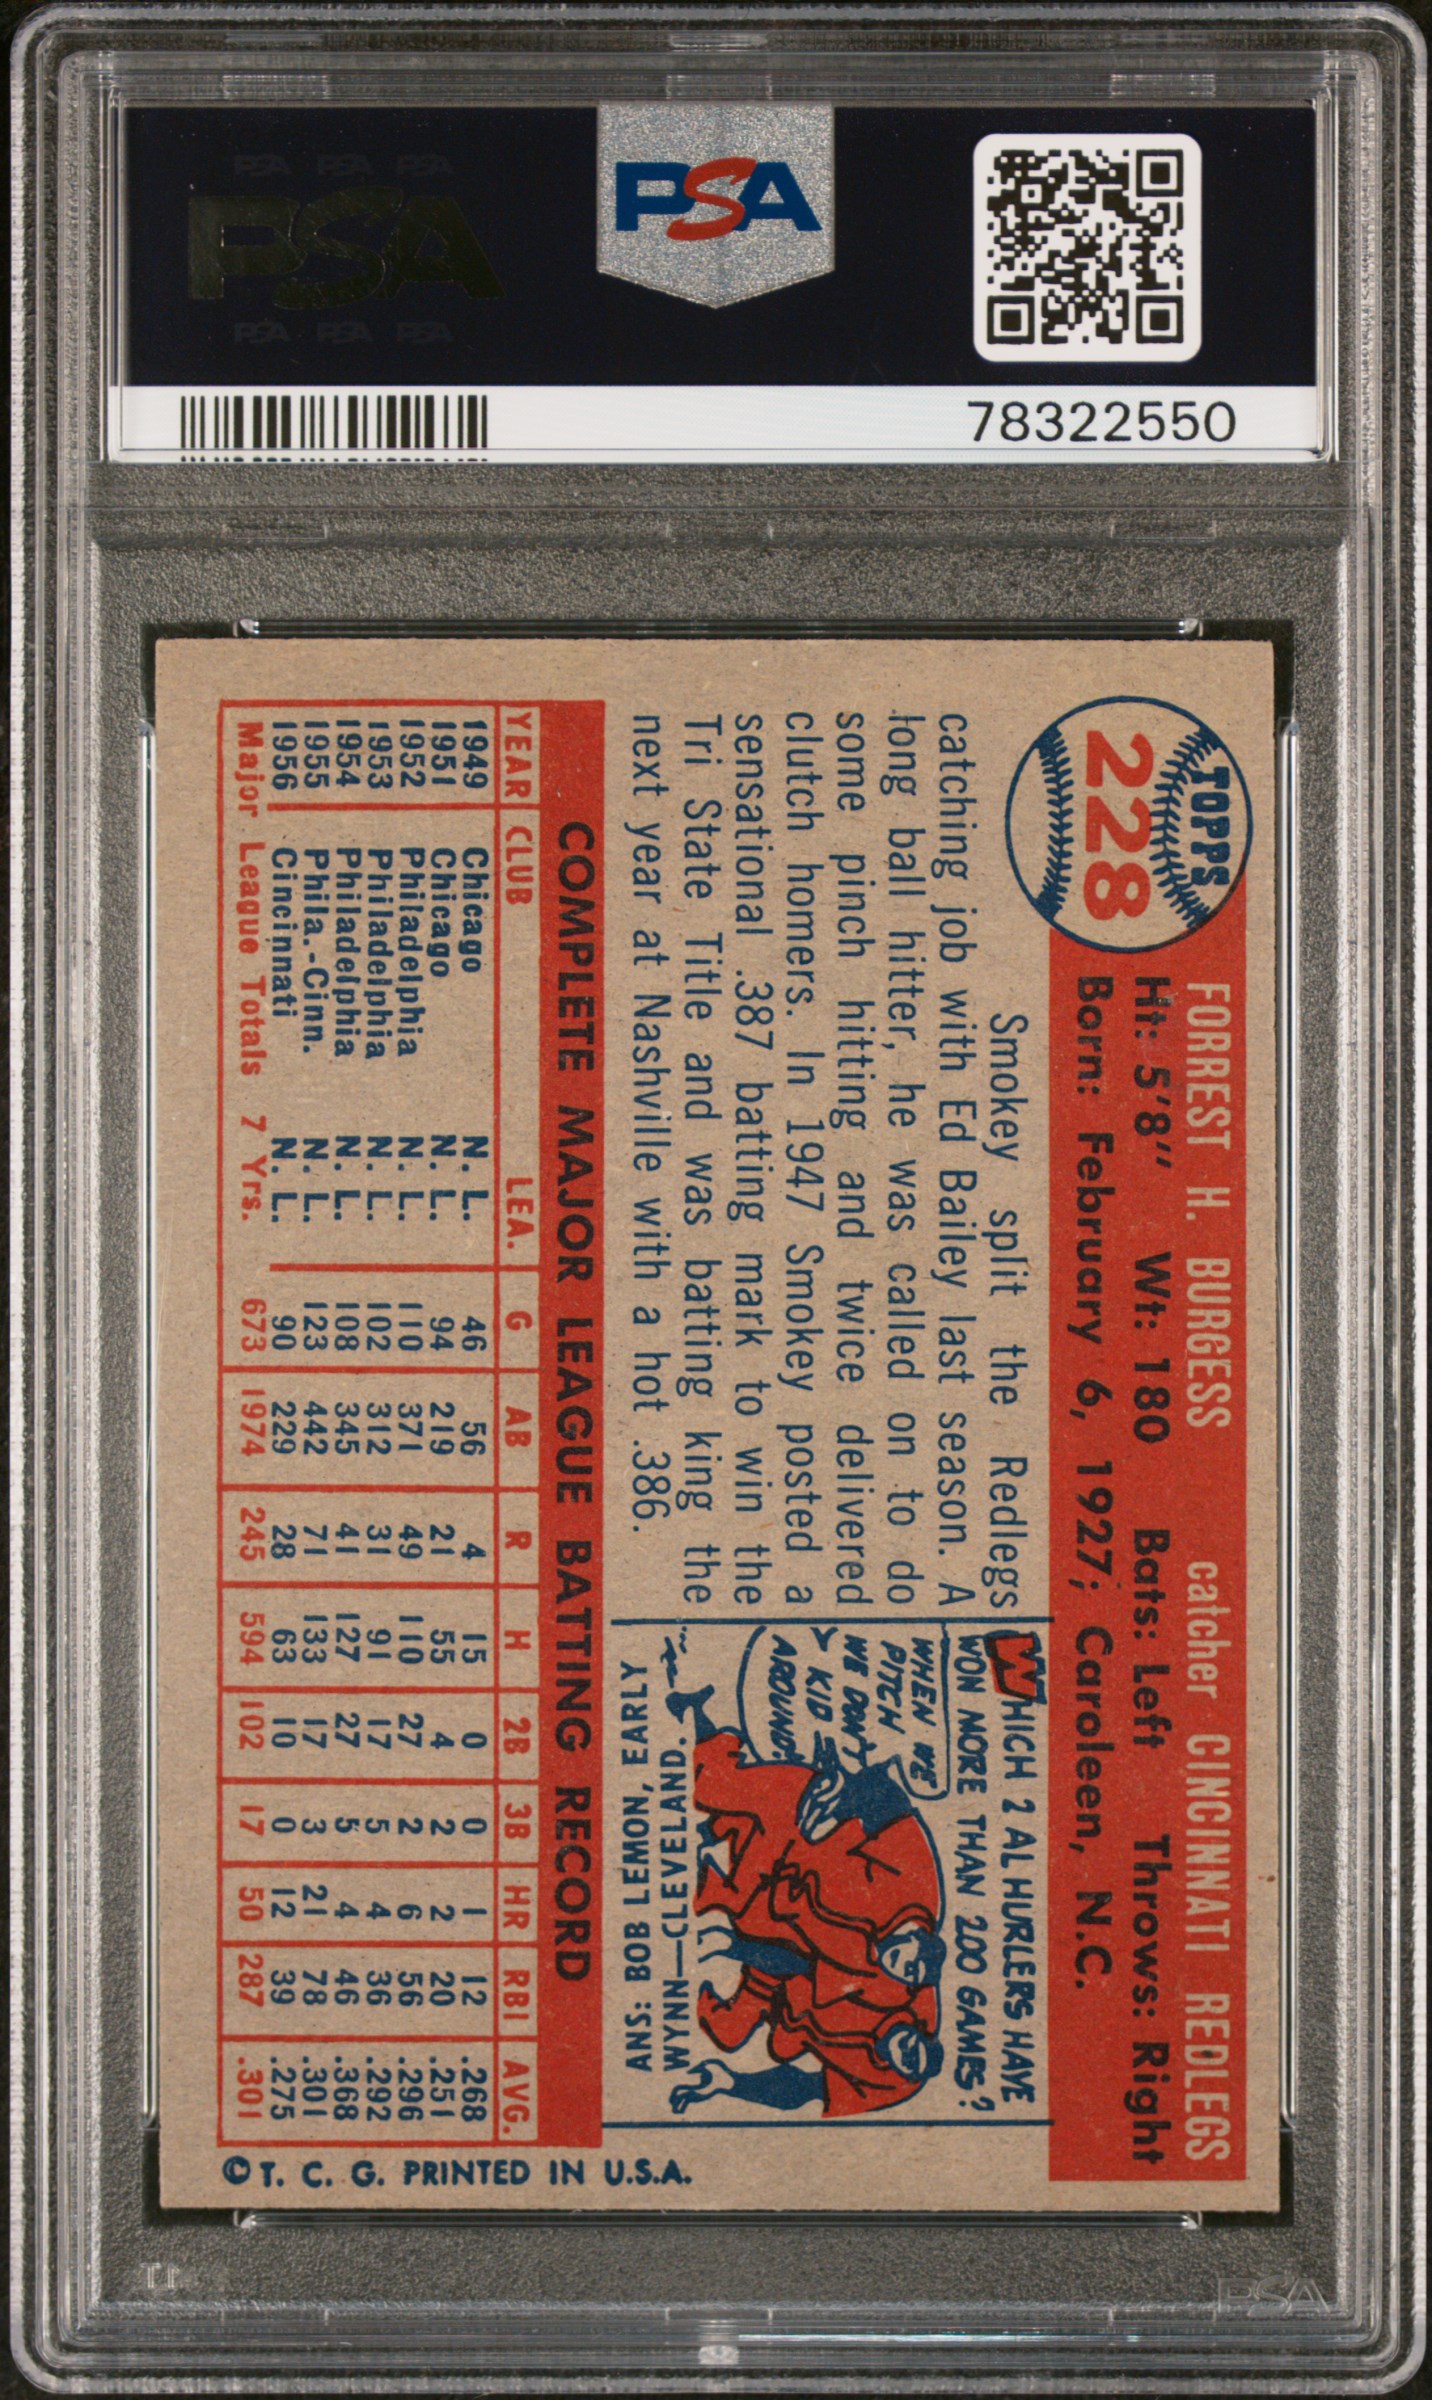 PSA PSA PSA
PSA
PSA PSA PSA
PSA
78322550
TOPPS
228
FORREST H. BURGESS catcher CINCINNATI REDLEGS
Ht: 5'8" Wt: 180 Bats: Left Throws: Right
Born: February 6, 1927; Caroleen, N.C.
Smokey split the Redlegs
catching job with Ed Bailey last season. A
long ball hitter, he was called on to do
some pinch hitting and twice delivered
clutch homers. In 1947 Smokey posted a
sensational .387 batting mark to win the
Tri State Title and was batting king the
next year at Nashville with a hot .386.
WHICH 2 AL HURLERS HAVE
WON MORE THAN 200 GAMES?
WHEN WE
PITCH
WE DON'T
KID
AROUND!
ANS: BOB LEMON, EARLY
WYNN—CLEVELAND.
COMPLETE MAJOR LEAGUE BATTING RECORD
YEAR CLUB LEA. G AB R H 2B 3B HR RBI AVG.
1949 Chicago N. L. 46 56 4 15 0 0 1 12 .268
1951 Chicago N. L. 94 219 21 55 4 2 2 20 .251
1952 Philadelphia N. L. 110 371 49 110 27 2 6 56 .296
1953 Philadelphia N. L. 102 312 31 91 17 5 4 36 .292
1954 Philadelphia N. L. 108 345 41 127 27 5 4 46 .368
1955 Phila.-Cinn. N. L. 123 442 71 133 17 3 21 78 .301
1956 Cincinnati N. L. 90 229 28 63 10 0 12 39 .275
Major League Totals 7 Yrs. 673 1974 245 594 102 17 50 287 .301
© T. C. G. PRINTED IN U.S.A.
PSA